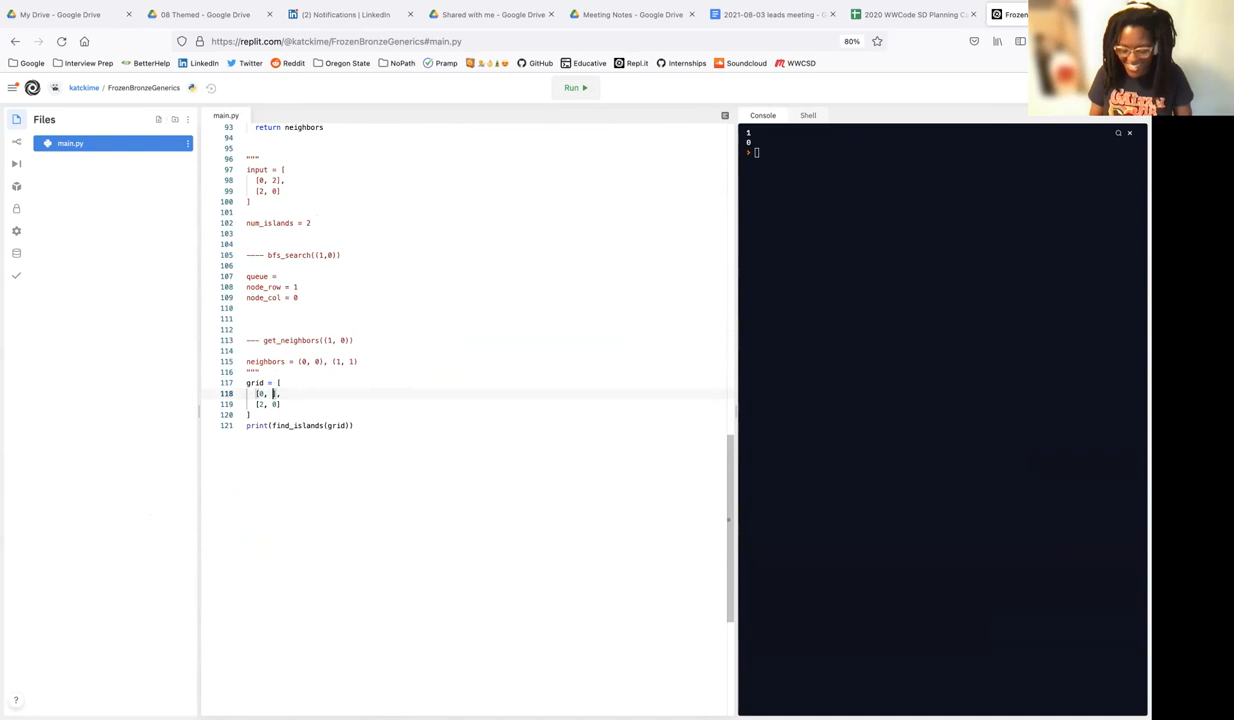 My Drive - Google Drive
08 Themed - Google Drive
(2) Notifications | LinkedIn
Shared with me - Google Drive
Meeting Notes - Google Drive
2021-08-03 leads meeting -
2020 WWCode SD Planning C
Frozen
https://replit.com/@katckime/FrozenBronzeGenerics#main.py
80%
Google
Interview Prep
BetterHelp
LinkedIn
Twitter
Reddit
Oregon State
NoPath
Pramp
GitHub
Educative
Repl.it
Internships
Soundcloud
WWCSD
katckime / FrozenBronzeGenerics
Run
Files
main.py
main.py
Console
Shell
93 return neighbors
94
95
96 """
97 input = [
98 [0, 2],
99 [2, 0]
100 ]
101
102 num_islands = 2
103
104
105 ---- bfs_search((1,0))
106
107 queue =
108 node_row = 1
109 node_col = 0
110
111
112
113 --- get_neighbors((1, 0))
114
115 neighbors = (0, 0), (1, 1)
116 """
117 grid = [
118 [0, ],
119 [2, 0]
120 ]
121 print(find_islands(grid))
1
0
>
?